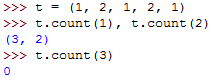 >>> t = (1, 2, 1, 2, 1)
>>> t.count(1), t.count(2)
(3, 2)
>>> t.count(3)
0